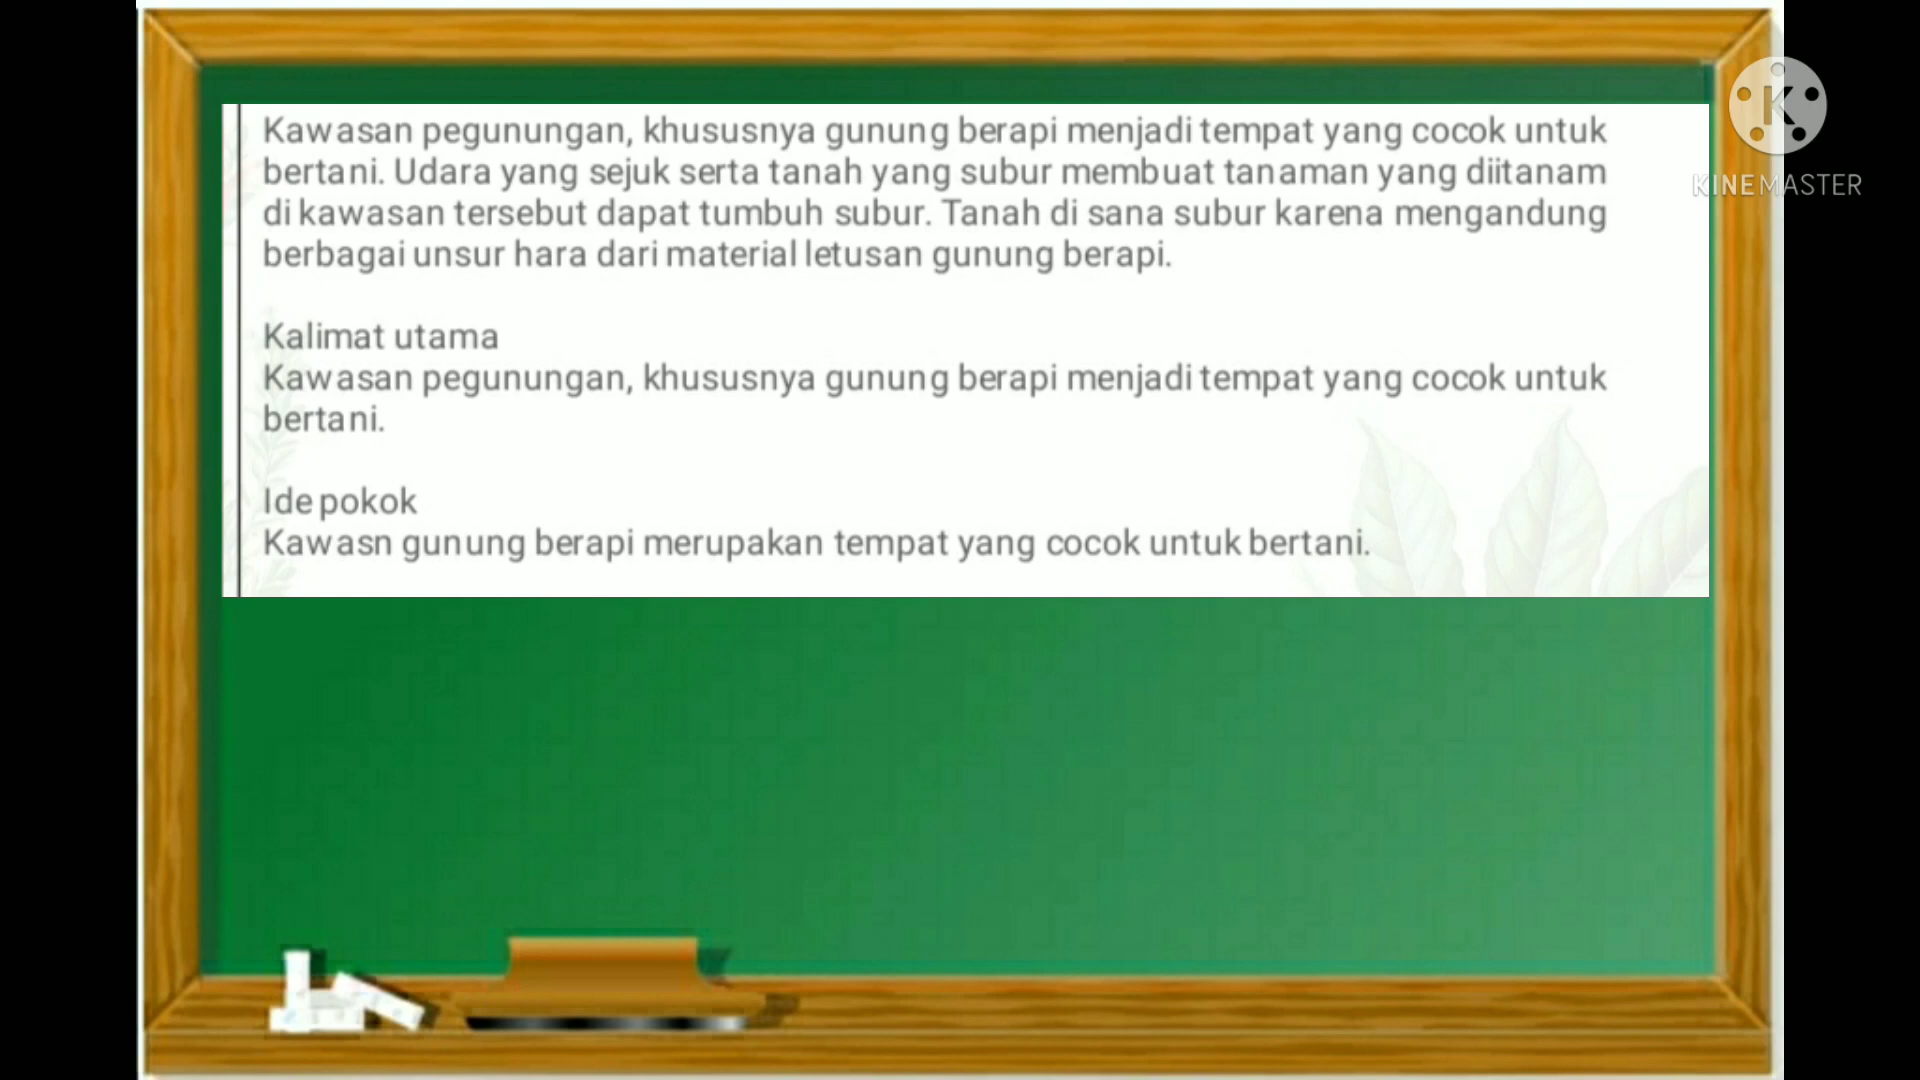 Kawasan pegunungan, khususnya gunung berapi menjadi tempat yang cocok untuk
bertani. Udara yang sejuk serta tanah yang subur membuat tanaman yang diitanam
di kawasan tersebut dapat tumbuh subur. Tanah di sana subur karena mengandung
berbagai unsur hara dari material letusan gunung berapi.
Kalimat utama
Kawasan pegunungan, khususnya gunung berapi menjadi tempat yang cocok untuk
bertani.
Ide pokok
Kawasn gunung berapi merupakan tempat yang cocok untuk bertani.
K
KINEMASTER